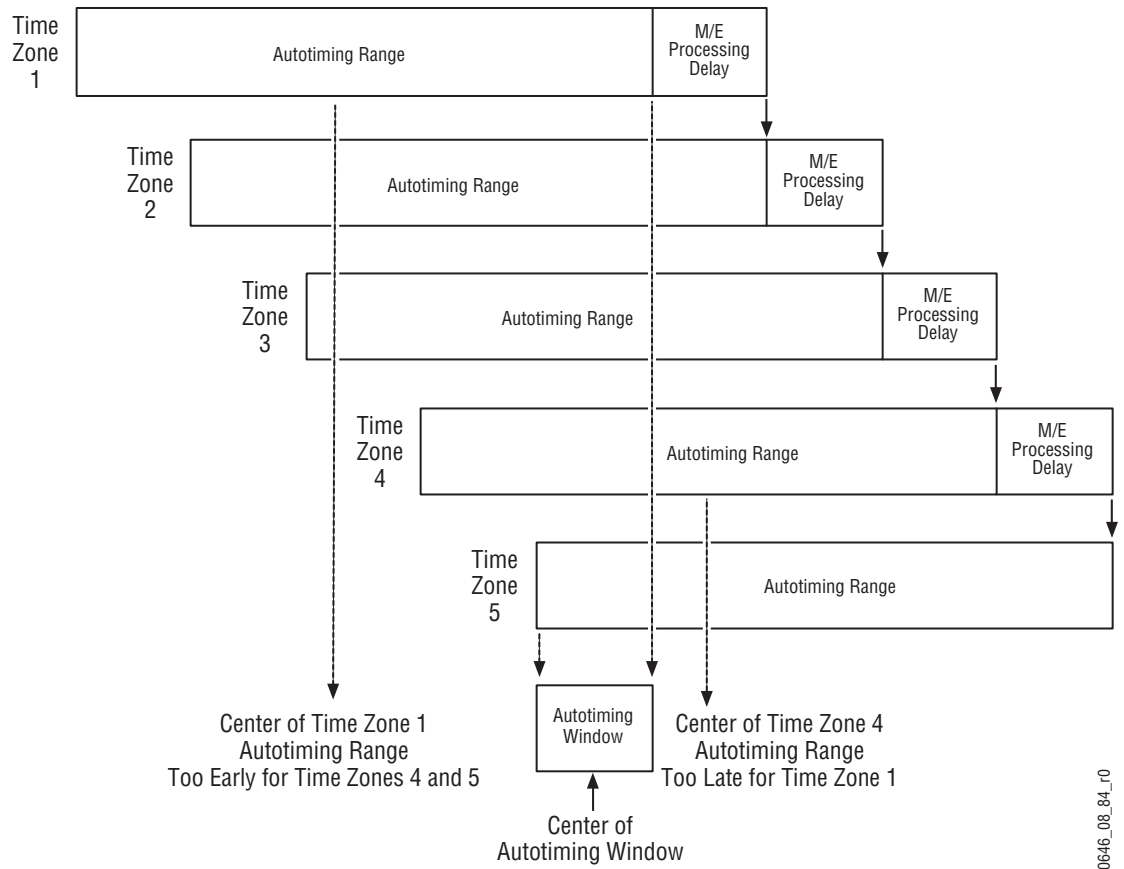 Time
Zone
1
Autotiming Range
M/E
Processing
Delay
Time
Zone
2
Autotiming Range
M/E
Processing
Delay
Time
Zone
3
Autotiming Range
M/E
Processing
Delay
Time
Zone
4
Autotiming Range
M/E
Processing
Delay
Time
Zone
5
Autotiming Range
Center of Time Zone 1
Autotiming Range
Too Early for Time Zones 4 and 5
Autotiming
Window
Center of Time Zone 4
Autotiming Range
Too Late for Time Zone 1
Center of
Autotiming Window
0646_08_84_r0